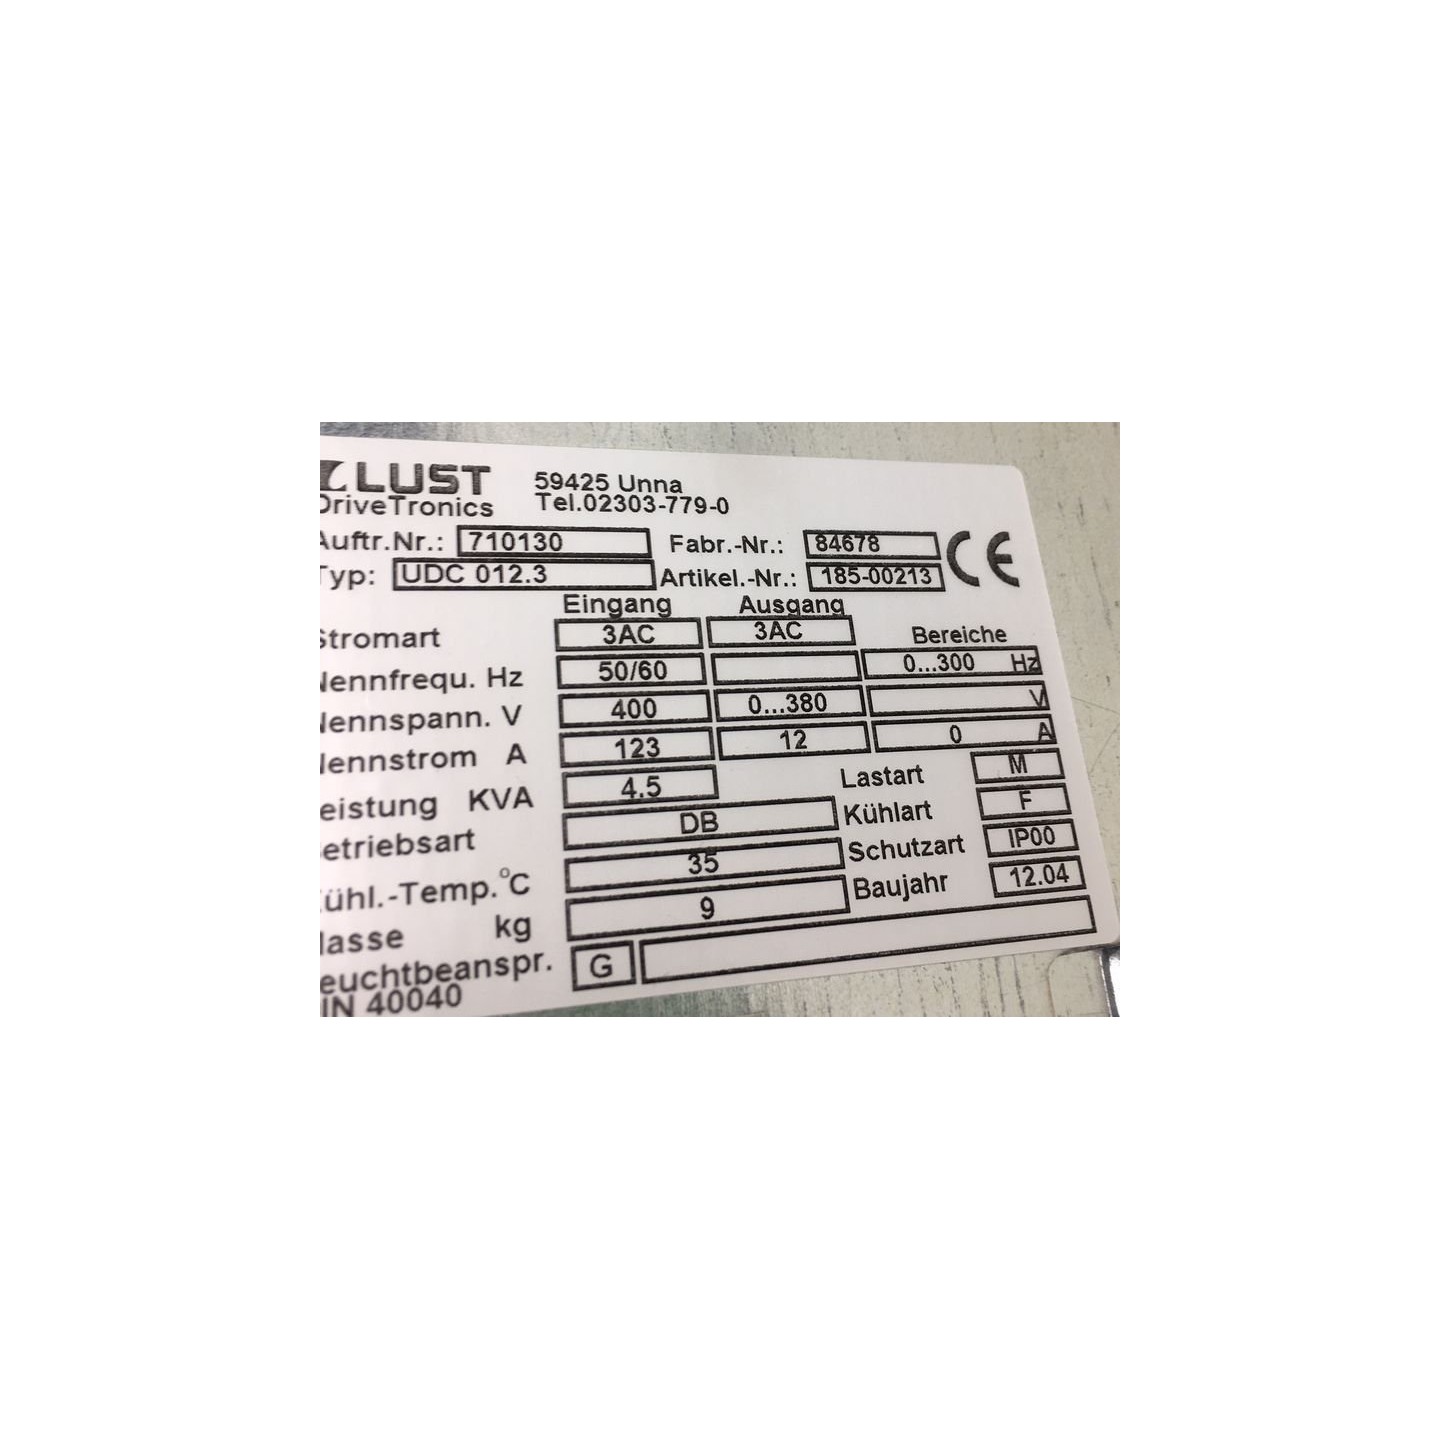 LUST 59425 Unna
DriveTronics Tel.02303-779-0
Auftr.Nr.: 710130 Fabr.-Nr.: 84678 CE
Typ: UDC 012.3 Artikel.-Nr.: 185-00213
Eingang Ausgang
Stromart 3AC 3AC Bereiche
Nennfrequ. Hz 50/60 0...300 Hz
Nennspann. V 400 0...380 V
Nennstrom A 123 12 0 A
Leistung KVA 4.5 Lastart M
Betriebsart DB Kühlart F
Kühl.-Temp.°C 35 Schutzart IP00
Masse kg 9 Baujahr 12.04
Feuchtbeanspr. G
DIN 40040